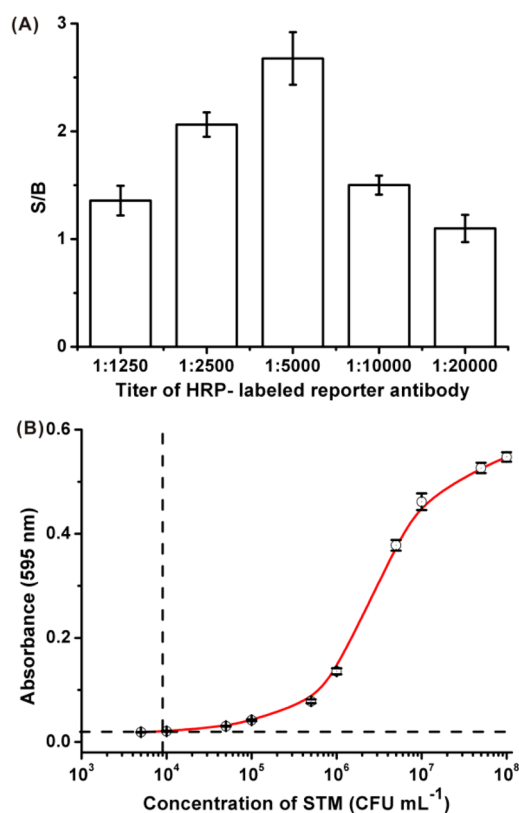 (A)
3
2
1
0
S/B
1:1250 1:2500 1:5000 1:10000 1:20000
Titer of HRP- labeled reporter antibody
(B)
0.6
0.4
0.2
0.0
Absorbance (595 nm)
10³ 10⁴ 10⁵ 10⁶ 10⁷ 10⁸
Concentration of STM (CFU mL⁻¹)